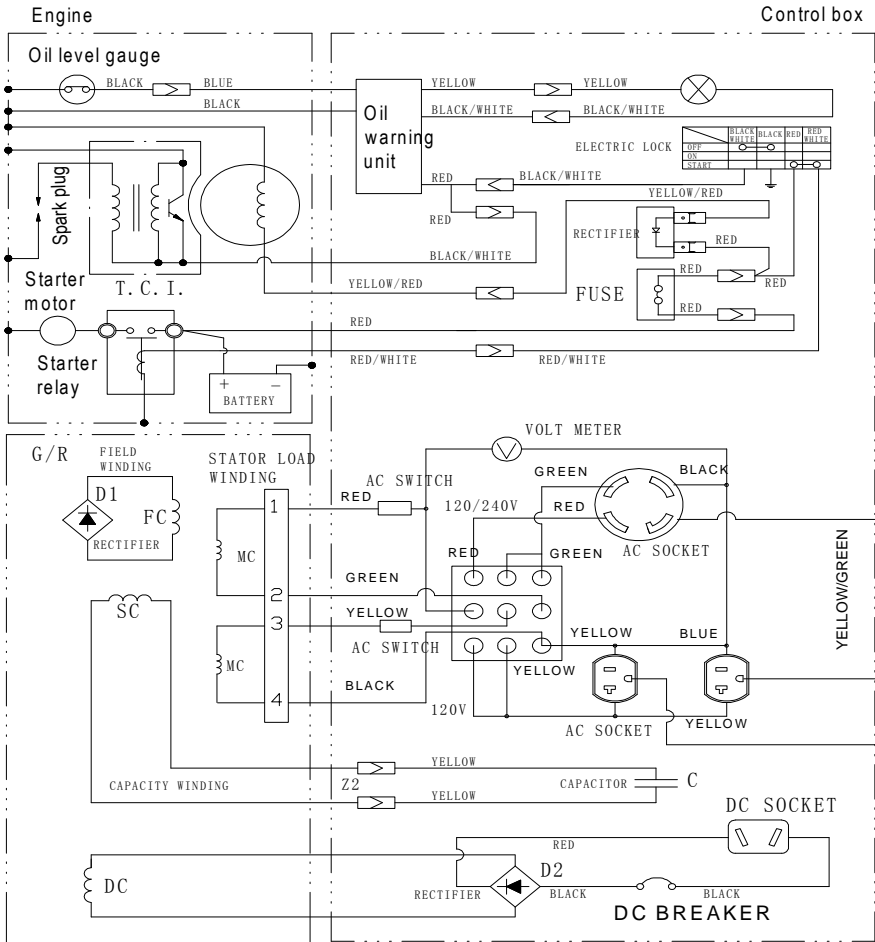 Engine
Control box
Oil level gauge
BLACK
BLUE
BLACK
Oil
warning
unit
YELLOW
YELLOW
BLACK/WHITE
BLACK/WHITE
ELECTRIC LOCK
BLACK
WHITE
BLACK
RED
RED
WHITE
OFF
ON
START
RED
BLACK/WHITE
RED
YELLOW/RED
Spark plug
RECTIFIER
RED
BLACK/WHITE
T.C.I.
YELLOW/RED
FUSE
RED
RED
RED
Starter
motor
RED
Starter
relay
RED/WHITE
RED/WHITE
+ −
BATTERY
G/R
FIELD
WINDING
STATOR LOAD
WINDING
VOLT METER
AC SWITCH
RED
GREEN
BLACK
D1
FC
RECTIFIER
1
120/240V
RED
AC SOCKET
MC
RED
GREEN
YELLOW/GREEN
GREEN
2
SC
3
YELLOW
AC SWITCH
YELLOW
BLUE
MC
YELLOW
BLACK
4
120V
AC SOCKET
YELLOW
YELLOW
CAPACITY WINDING
Z2
CAPACITOR
C
YELLOW
DC SOCKET
RED
DC
D2
RECTIFIER
BLACK
BLACK
DC BREAKER